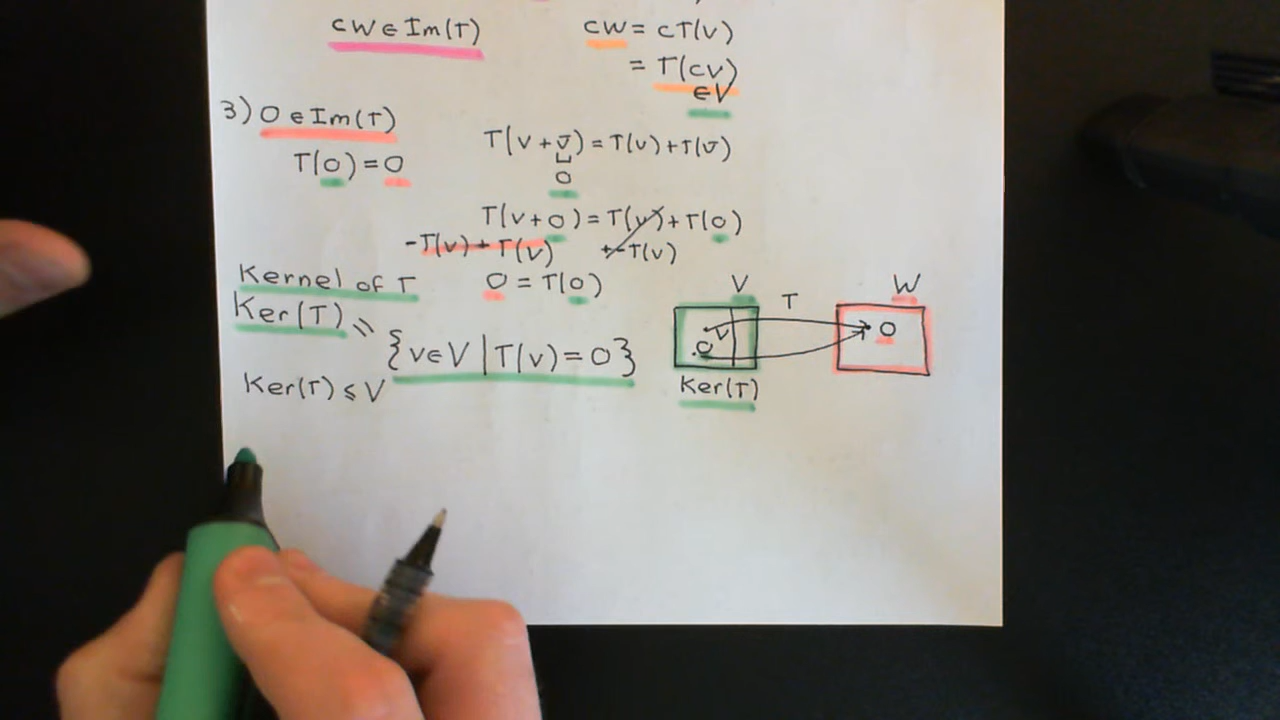 cw ∈ Im(T)
cw = cT(v)
= T(cv)
∈V
3) 0 ∈ Im(T)
T(0) = 0
T(v + v) = T(v) + T(v)
0
T(v + 0) = T(v) + T(0)
-T(v) + T(v) + -T(v)
0 = T(0)
Kernel of T
Ker(T) = {v∈V | T(v) = 0}
Ker(T) ⩽ V
V T W
v 0
0
Ker(T)